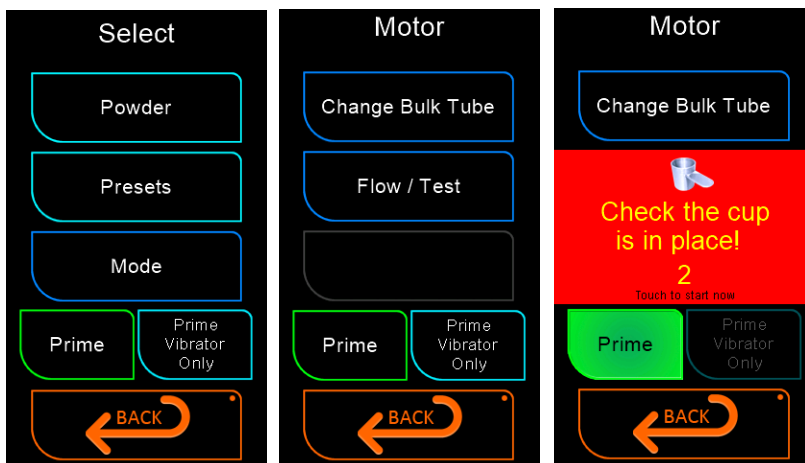 Select
Powder
Presets
Mode
Prime
Prime
Vibrator
Only
BACK
Motor
Change Bulk Tube
Flow / Test
Prime
Prime
Vibrator
Only
BACK
Motor
Change Bulk Tube
Check the cup
is in place!
2
Touch to start now
Prime
Prime
Vibrator
Only
BACK